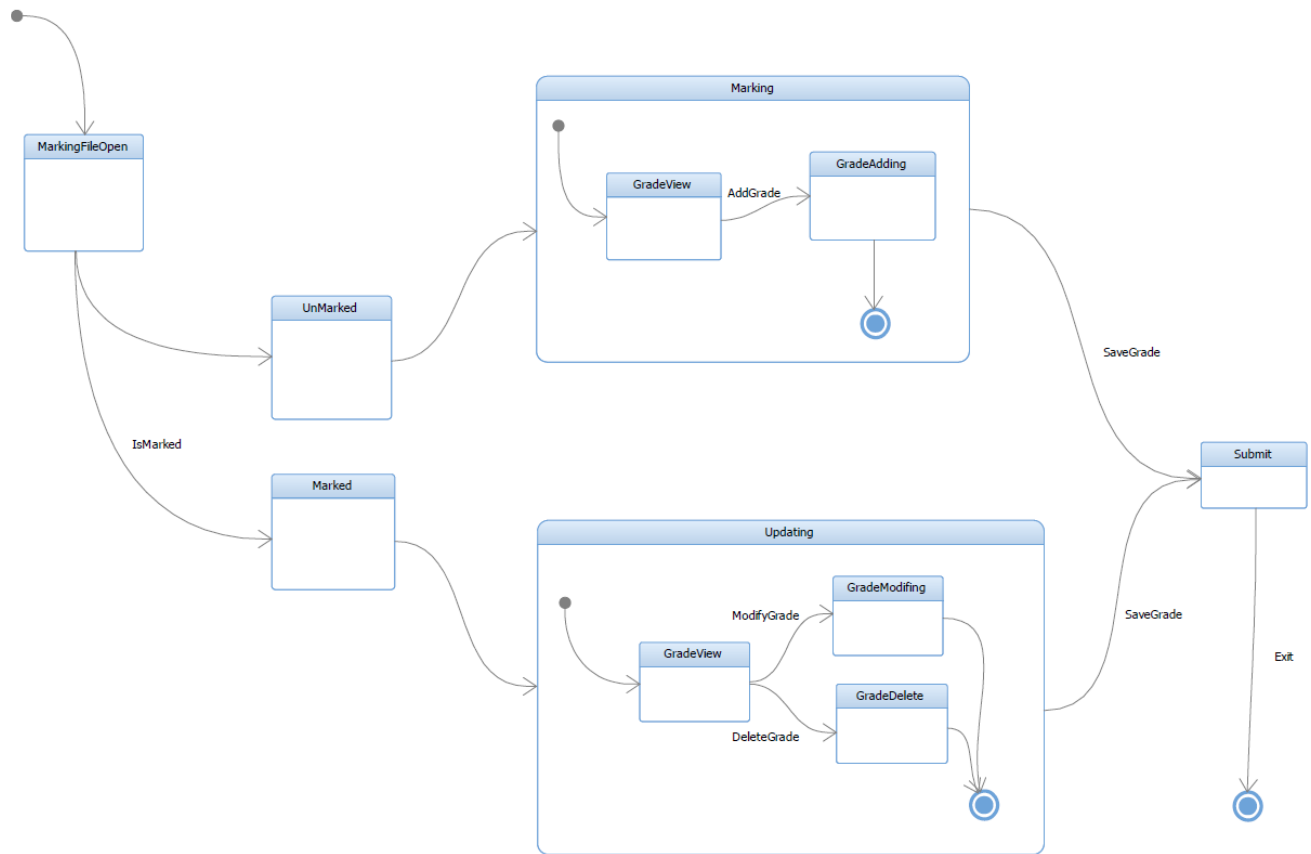 Marking
MarkingFileOpen
GradeAdding
GradeView
AddGrade
UnMarked
SaveGrade
IsMarked
Submit
Marked
Updating
GradeModifing
ModifyGrade
SaveGrade
GradeView
Exit
GradeDelete
DeleteGrade